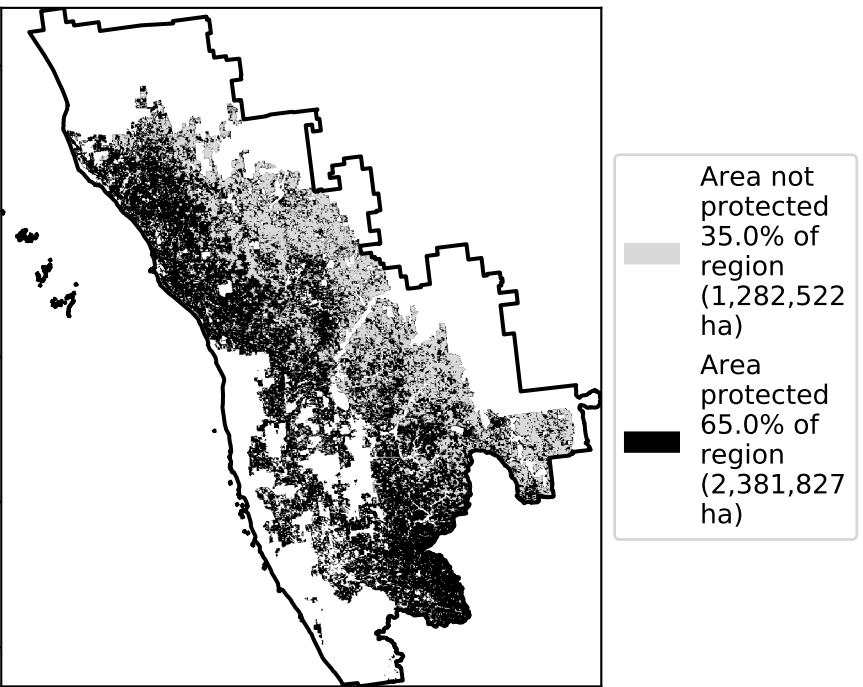 Area not
protected
35.0% of
region
(1,282,522
ha)
Area
protected
65.0% of
region
(2,381,827
ha)